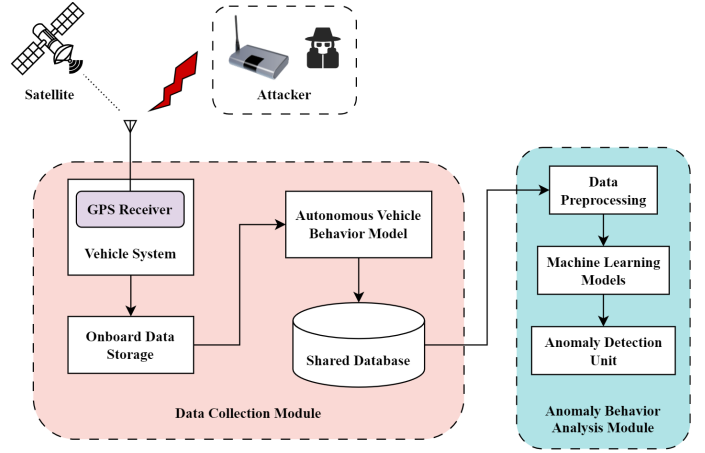 Satellite
Attacker
GPS Receiver
Vehicle System
Onboard Data
Storage
Autonomous Vehicle
Behavior Model
Shared Database
Data Collection Module
Data
Preprocessing
Machine Learning
Models
Anomaly Detection
Unit
Anomaly Behavior
Analysis Module